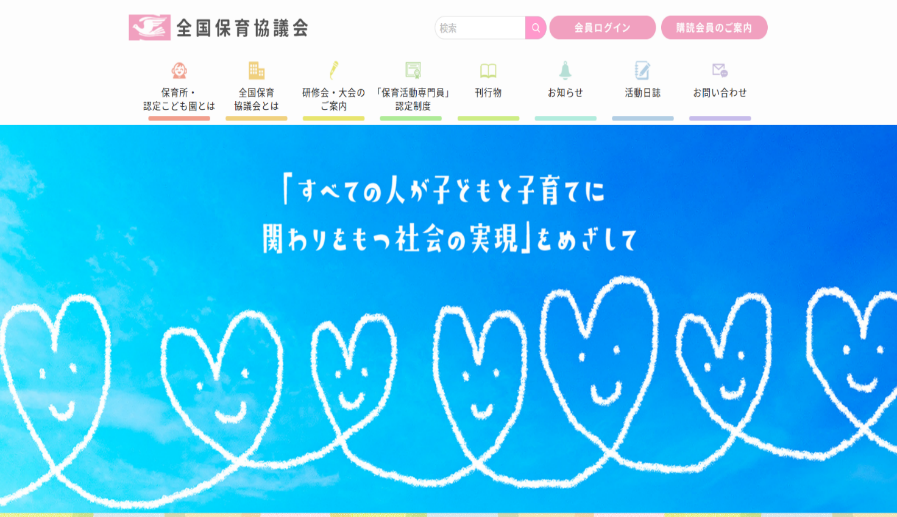 全国保育協議会
検索
会員ログイン
購読会員のご案内
保育所・
認定こども園とは
全国保育
協議会とは
研修会・大会の
ご案内
「保育活動専門員」
認定制度
刊行物
お知らせ
活動日誌
お問い合わせ
「すべての人が子どもと子育てに
関わりをもつ社会の実現」をめざして